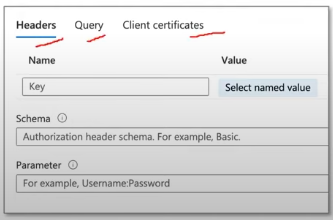 Headers Query Client certificates
Name Value
Key Select named value
Schema
Authorization header schema. For example, Basic.
Parameter
For example, Username:Password